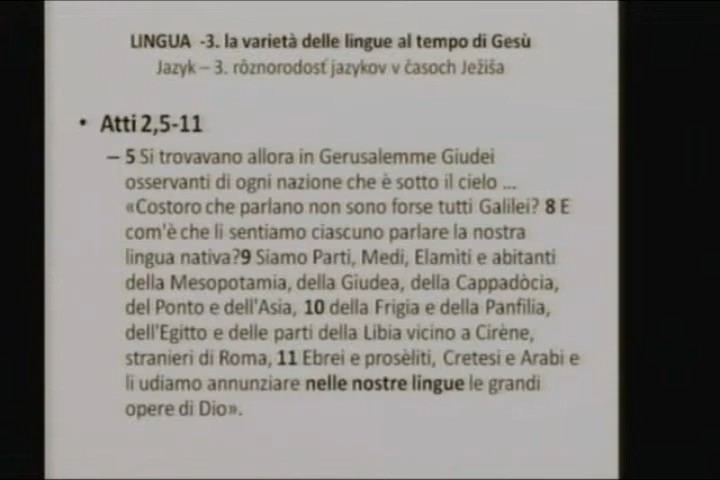 LINGUA -3. la varietà delle lingue al tempo di Gesù
Jazyk – 3. rôznorodosť jazykov v časoch Ježiša
• Atti 2,5-11
– 5 Si trovavano allora in Gerusalemme Giudei
osservanti di ogni nazione che è sotto il cielo ...
«Costoro che parlano non sono forse tutti Galilei? 8 E
com'è che li sentiamo ciascuno parlare la nostra
lingua nativa?9 Siamo Parti, Medi, Elamìti e abitanti
della Mesopotamia, della Giudea, della Cappadòcia,
del Ponto e dell'Asia, 10 della Frigia e della Panfilia,
dell'Egitto e delle parti della Libia vicino a Cirène,
stranieri di Roma, 11 Ebrei e prosèliti, Cretesi e Arabi e
li udiamo annunziare nelle nostre lingue le grandi
opere di Dio».